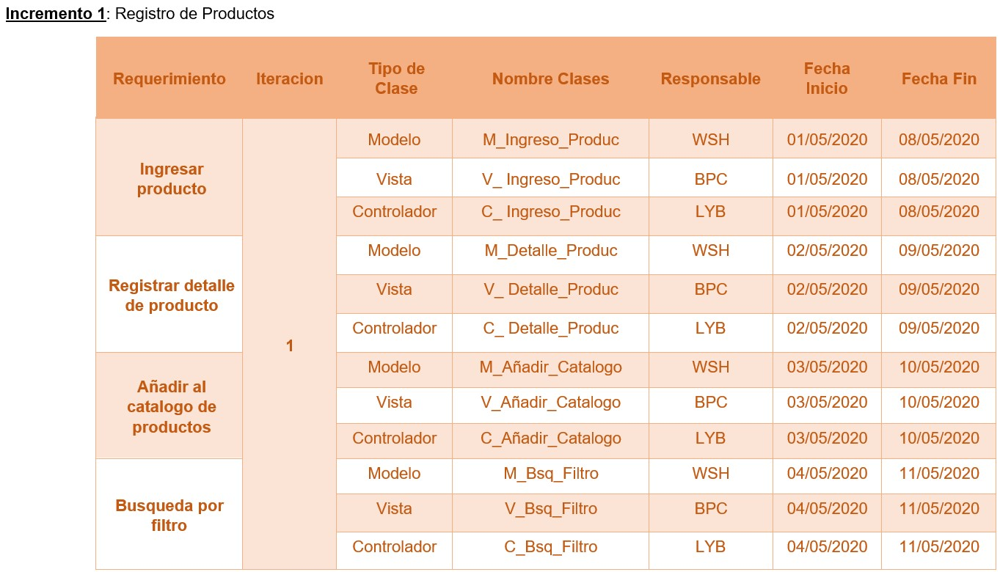 Incremento 1: Registro de Productos
Requerimiento Iteracion Tipo de Clase Nombre Clases Responsable Fecha Inicio Fecha Fin
Ingresar producto 1 Modelo M_Ingreso_Produc WSH 01/05/2020 08/05/2020
Vista V_ Ingreso_Produc BPC 01/05/2020 08/05/2020
Controlador C_ Ingreso_Produc LYB 01/05/2020 08/05/2020
Registrar detalle de producto Modelo M_Detalle_Produc WSH 02/05/2020 09/05/2020
Vista V_ Detalle_Produc BPC 02/05/2020 09/05/2020
Controlador C_ Detalle_Produc LYB 02/05/2020 09/05/2020
Añadir al catalogo de productos Modelo M_Añadir_Catalogo WSH 03/05/2020 10/05/2020
Vista V_Añadir_Catalogo BPC 03/05/2020 10/05/2020
Controlador C_Añadir_Catalogo LYB 03/05/2020 10/05/2020
Busqueda por filtro Modelo M_Bsq_Filtro WSH 04/05/2020 11/05/2020
Vista V_Bsq_Filtro BPC 04/05/2020 11/05/2020
Controlador C_Bsq_Filtro LYB 04/05/2020 11/05/2020